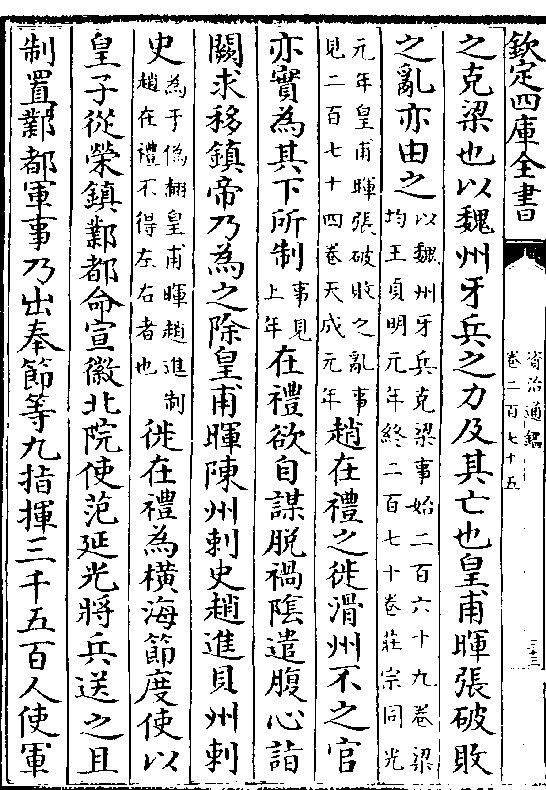 欽定四庫全書
資治通鑑
卷二百七十五
三十三
之克梁也以魏州牙兵之力及其亡也皇甫暉張破敗
之亂亦由之以魏州牙兵克梁事始二百六十九卷梁均王貞明元年終二百七十卷莊宗同光
元年皇甫暉張破敗之亂事見二百七十四卷天成元年趙在禮之徙滑州不之官
亦實為其下所制事見上年在禮欲自謀脫禍隂遣腹心詣
闕求移鎮帝乃為之除皇甫暉陳州刺史趙進貝州刺
史為于偽翻皇甫暉趙進制趙在禮不得左右者也徙在禮為橫海節度使以
皇子從榮鎮鄴都命宣徽北院使范延光將兵送之且
制置鄴都軍事乃出奉節等九指揮三千五百人使軍